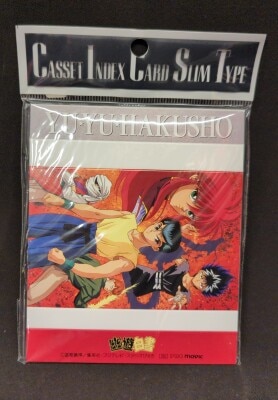 CASSET INDEX CARD SLIM TYPE
YU・YU・HAKUSHO
幽遊白書